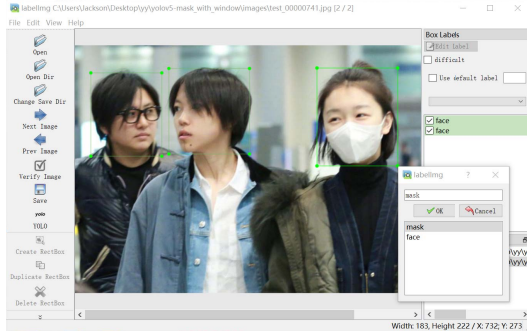 labelImg C:\Users\Jackson\Desktop\yy\yolov5-mask_with_window\images\test_00000741.jpg [2 / 2]
File Edit View Help
Open
Open Dir
Change Save Dir
Next Image
Prev Image
Verify Image
Save
yolo
YOLO
Create RectBox
Duplicate RectBox
Delete RectBox
Box Labels
Edit label
difficult
Use default label
face
face
labelImg
mask
OK
Cancel
mask
face
Width: 183, Height 222 / X: 732; Y: 273